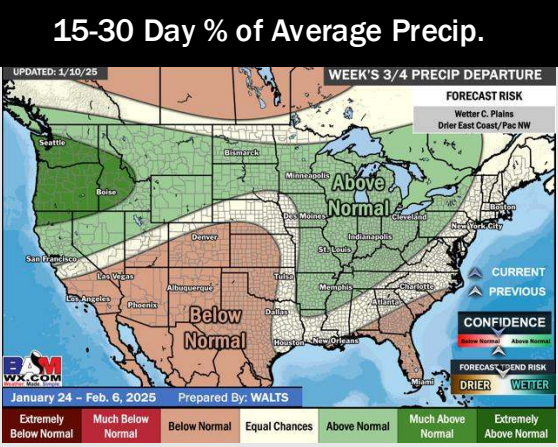 15-30 Day % of Average Precip.
UPDATED: 1/10/25
WEEK'S 3/4 PRECIP DEPARTURE
FORECAST RISK
Wetter C. Plains
Drier East Coast/Pac NW
Seattle
Bismarck
Minneapolis
Boise
Above
Normal
Boston
Des Moines
Cleveland
New York City
Denver
Indianapolis
San Francisco
St. Louis
Las Vegas
Tulsa
CURRENT
Albuquerque
Memphis
Charlotte
PREVIOUS
Los Angeles
Phoenix
Atlanta
Below
Normal
Dallas
CONFIDENCE
Below Normal
Above Normal
Houston
New Orleans
Miami
FORECAST TREND RISK
DRIER
WETTER
BAM
WX.COM
Weather. Made. Simple.
January 24 – Feb. 6, 2025
Prepared By: WALTS
Extremely
Below Normal
Much Below
Normal
Below Normal
Equal Chances
Above Normal
Much Above
Normal
Extremely
Above Normal